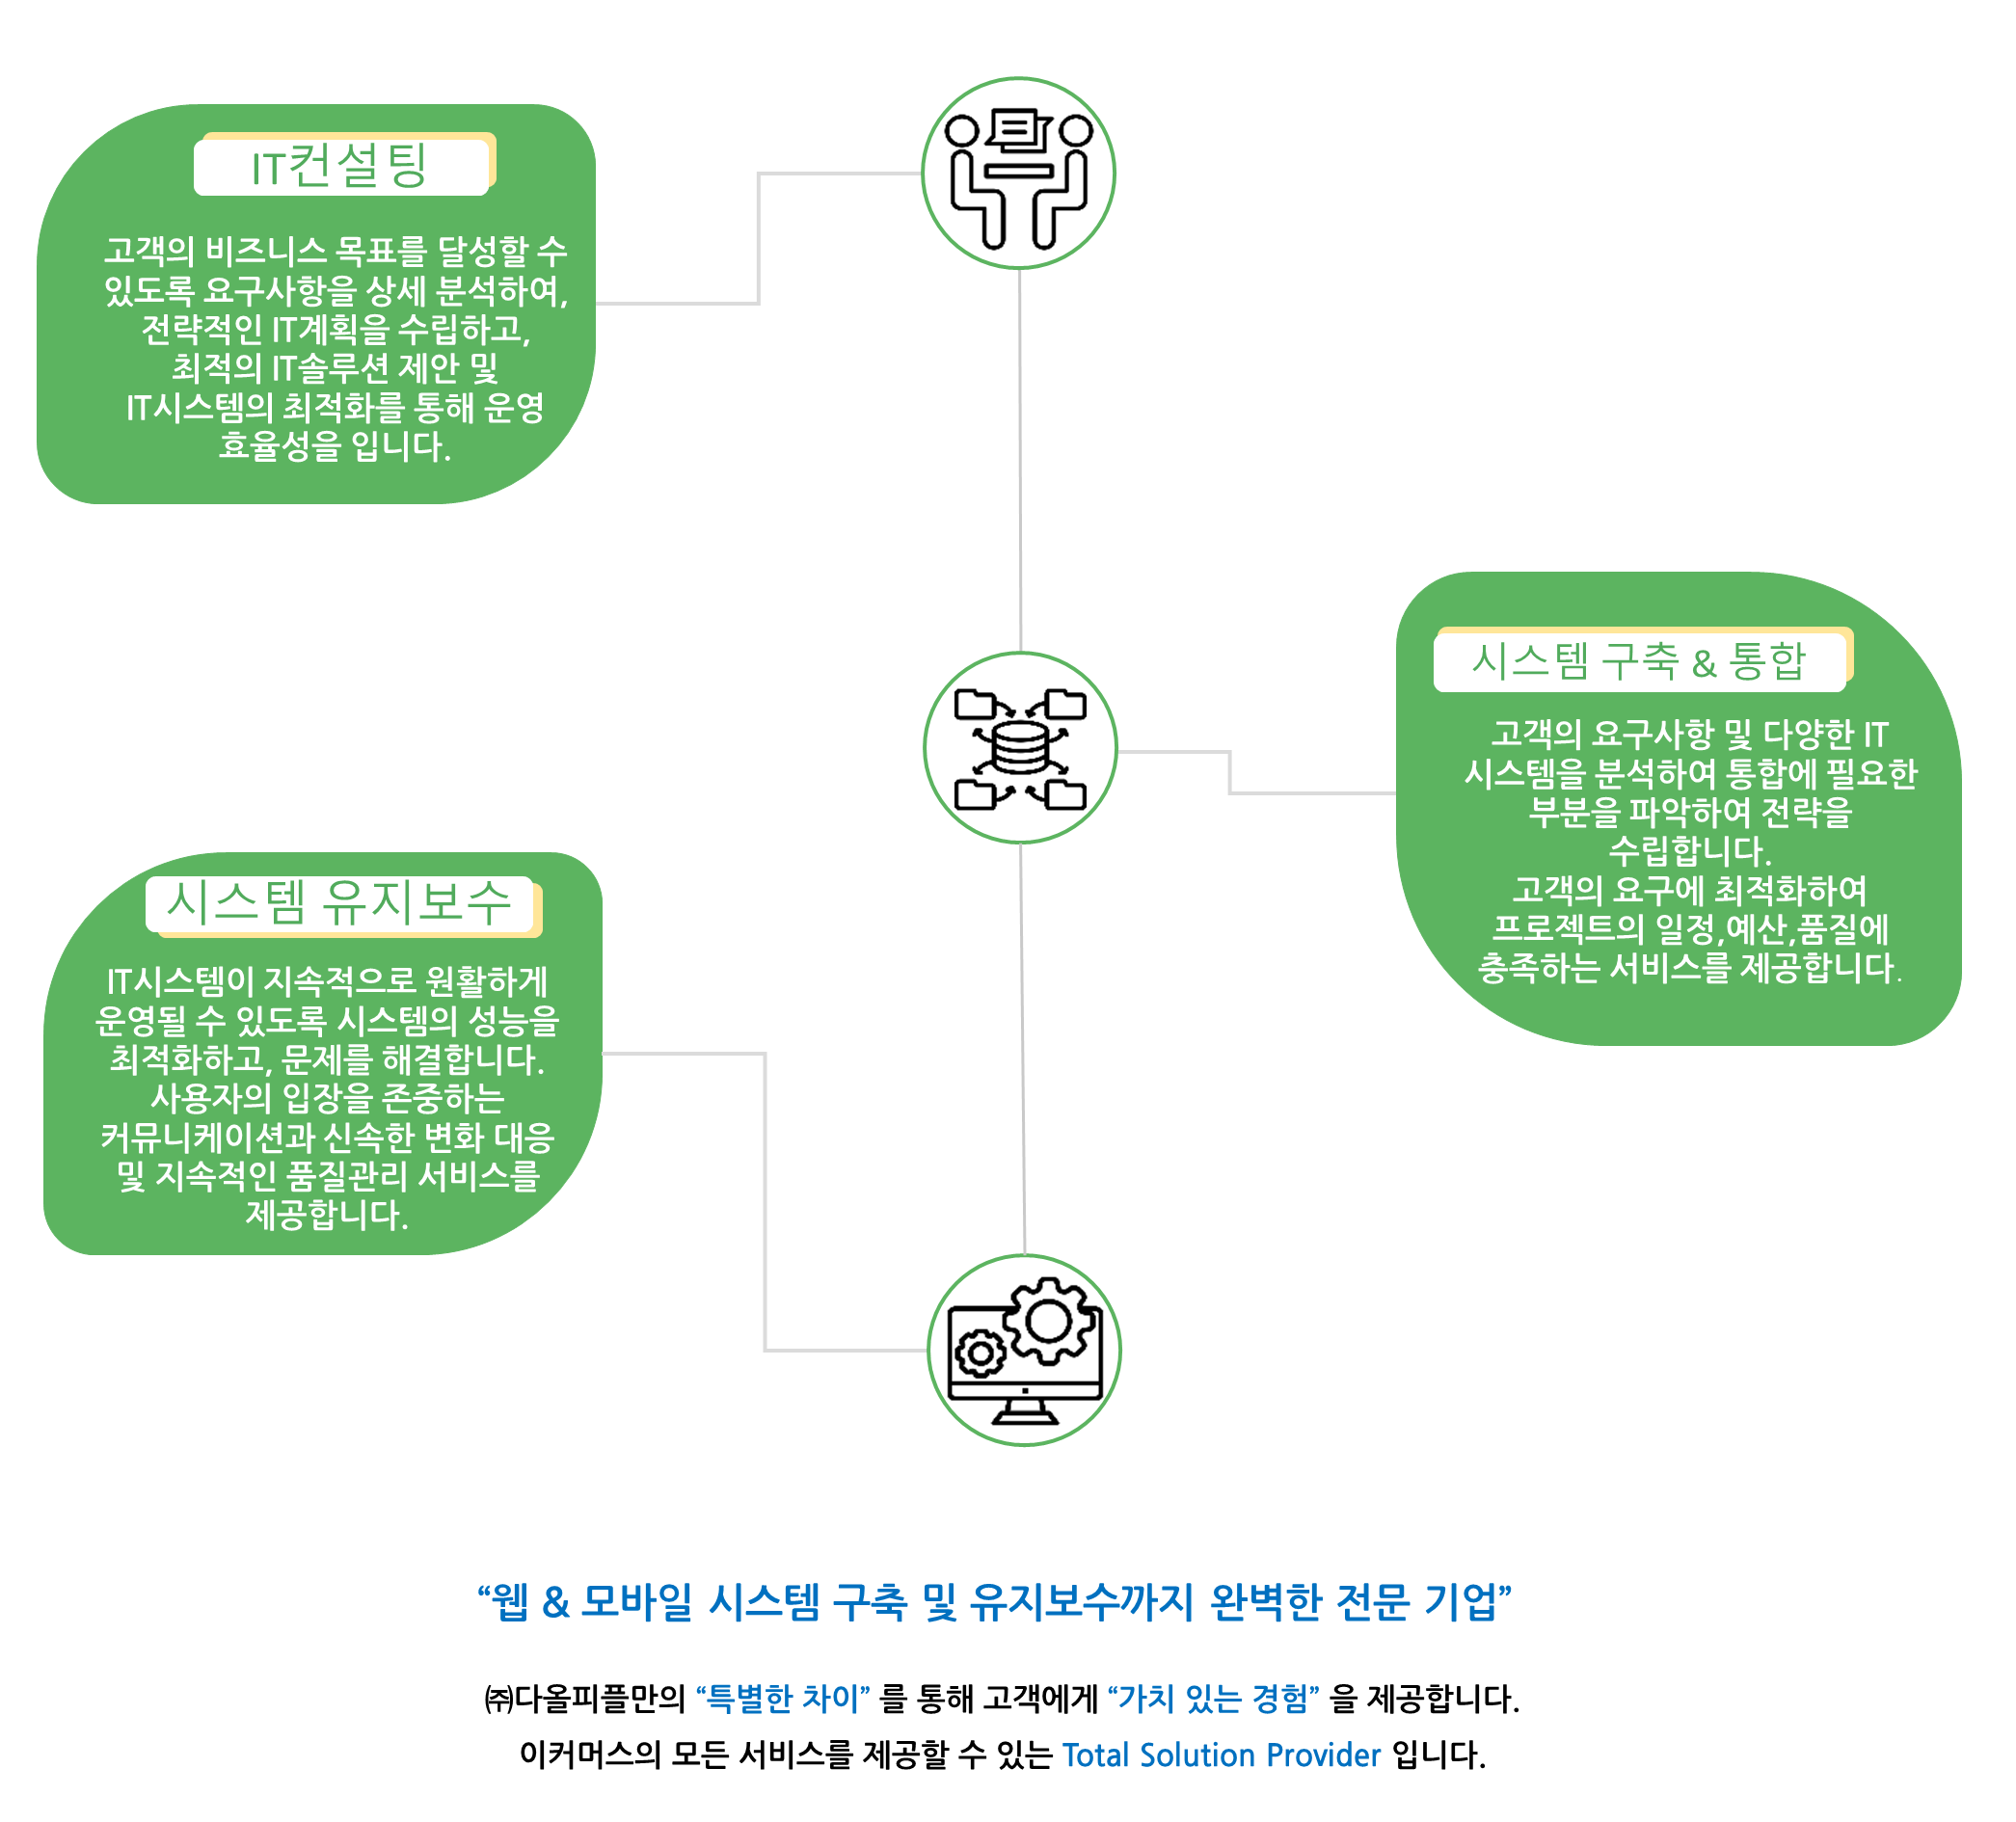 IT컨설팅
고객의 비즈니스 목표를 달성할 수
있도록 요구사항을 상세 분석하여,
전략적인 IT계획을 수립하고,
최적의 IT솔루션 제안 및
IT시스템의 최적화를 통해 운영
효율성을 입니다.
시스템 구축 & 통합
고객의 요구사항 및 다양한 IT
시스템을 분석하여 통합에 필요한
부분을 파악하여 전략을
수립합니다.
고객의 요구에 최적화하여
프로젝트의 일정,예산,품질에
충족하는 서비스를 제공합니다.
시스템 유지보수
IT시스템이 지속적으로 원활하게
운영될 수 있도록 시스템의 성능을
최적화하고, 문제를 해결합니다.
사용자의 입장을 존중하는
커뮤니케이션과 신속한 변화 대응
및 지속적인 품질관리 서비스를
제공합니다.
“웹 & 모바일 시스템 구축 및 유지보수까지 완벽한 전문 기업”
㈜다올피플만의 “특별한 차이” 를 통해 고객에게 “가치 있는 경험” 을 제공합니다.
이커머스의 모든 서비스를 제공할 수 있는 Total Solution Provider 입니다.